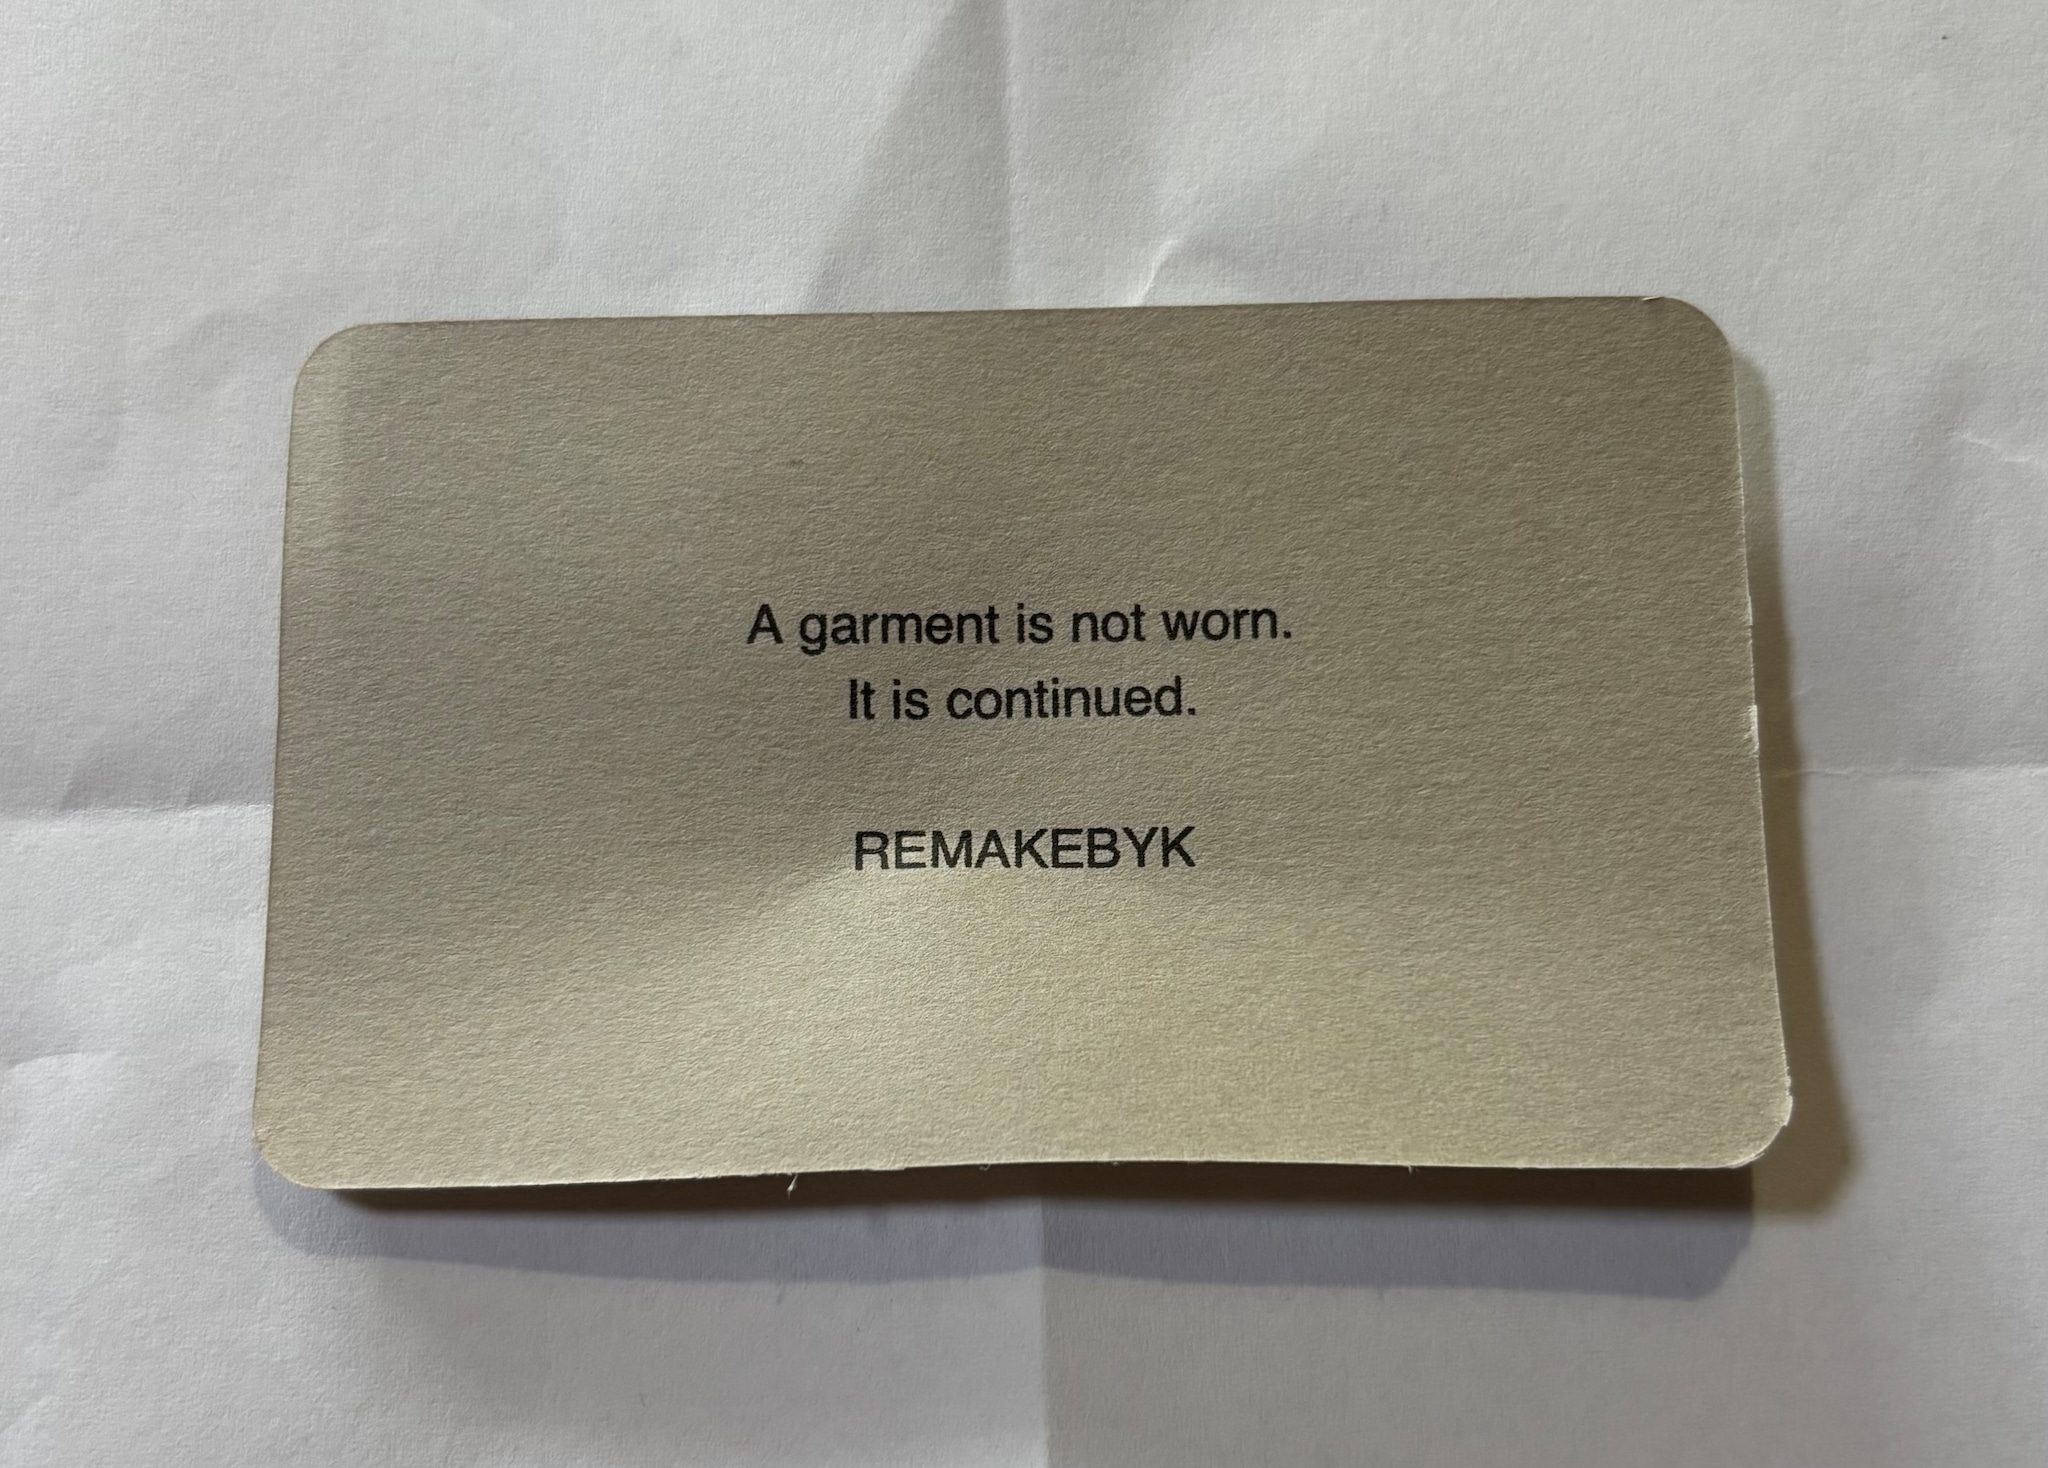 A garment is not worn.
It is continued.
REMAKEBYK